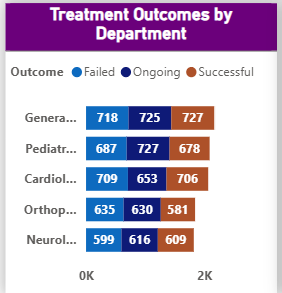 Treatment Outcomes by
Department
Outcome Failed Ongoing Successful
Genera... 718 725 727
Pediatr... 687 727 678
Cardiol... 709 653 706
Orthop... 635 630 581
Neurol... 599 616 609
0K 2K